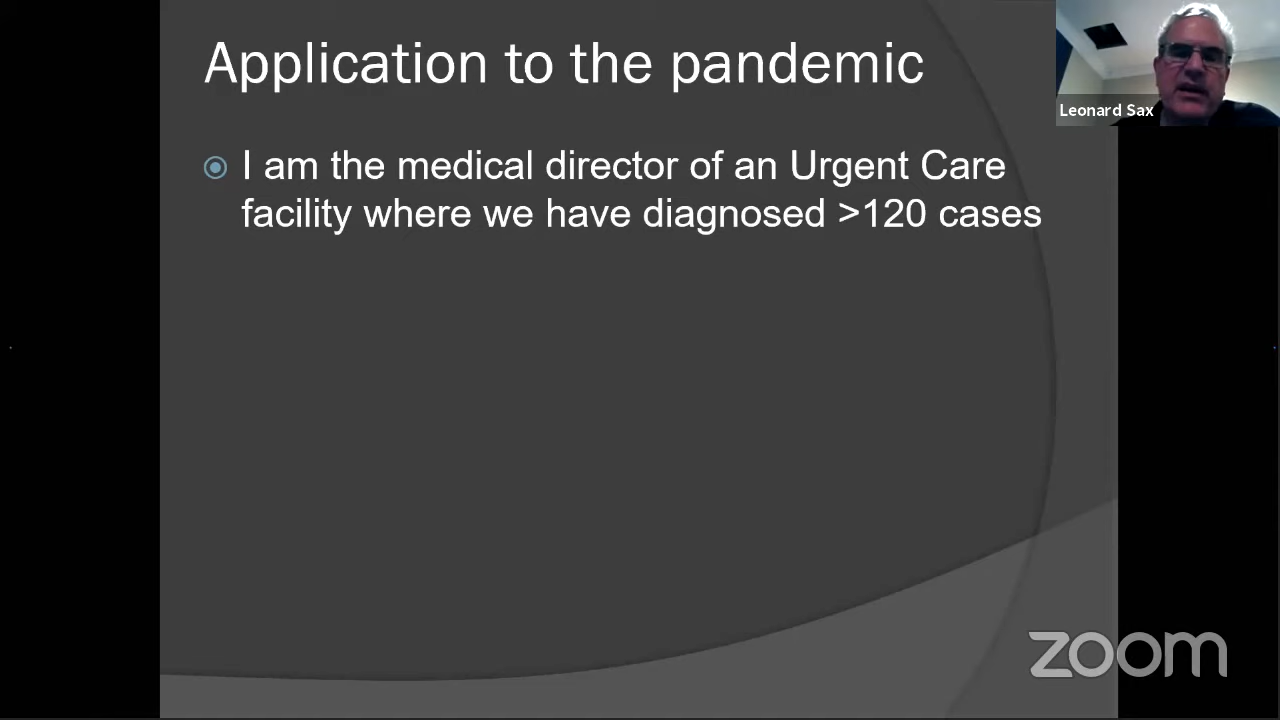 Application to the pandemic
Leonard Sax
I am the medical director of an Urgent Care
facility where we have diagnosed >120 cases
zoom